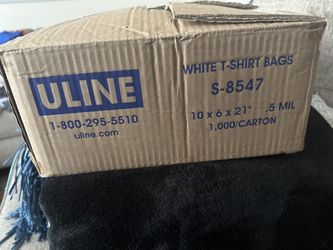 ULINE
1-800-295-5510
uline.com
WHITE T-SHIRT BAGS
S-8547
10 x 6 x 21" .5 MIL
1,000/CARTON